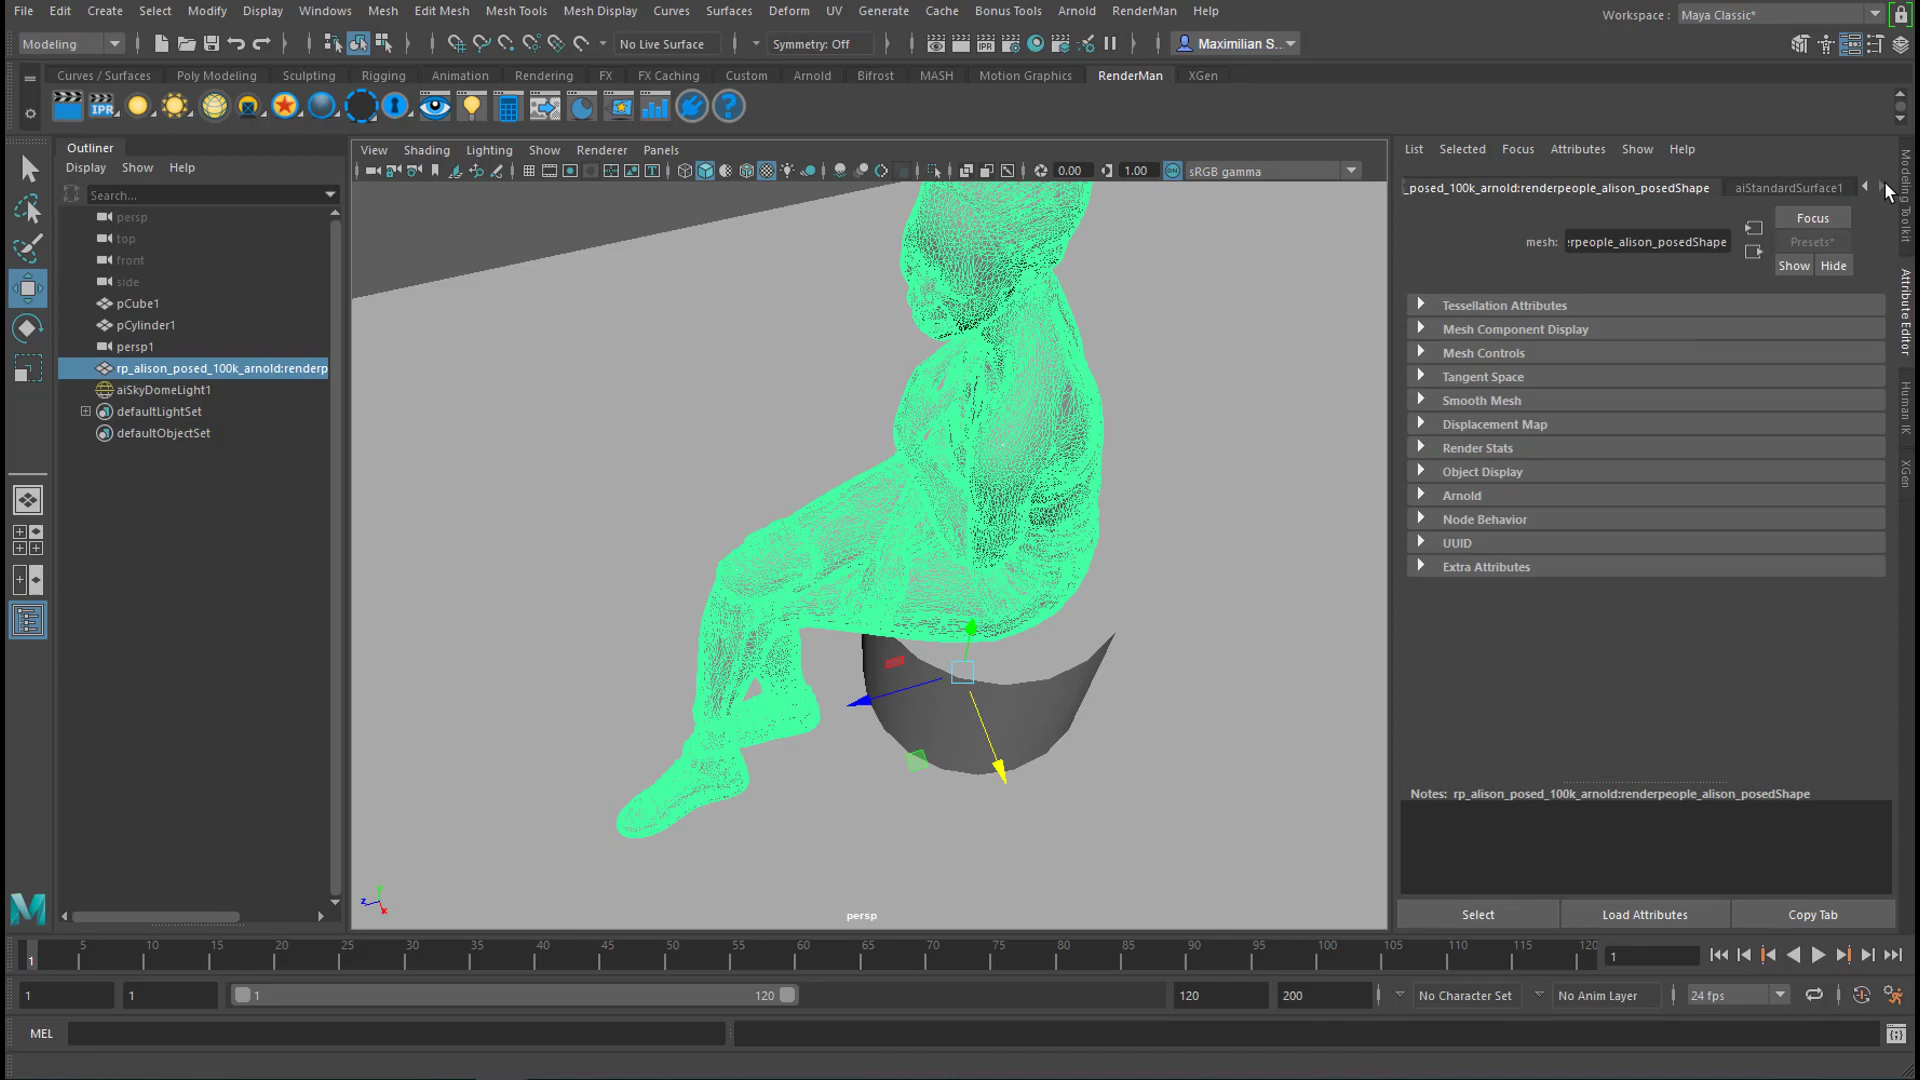 File Edit Create Select Modify Display Windows Mesh Edit Mesh Mesh Tools Mesh Display Curves Surfaces Deform UV Generate Cache Bonus Tools Arnold RenderMan Help
Workspace : Maya Classic*
Modeling No Live Surface Symmetry: Off Maximilian S...
Curves / Surfaces Poly Modeling Sculpting Rigging Animation Rendering FX FX Caching Custom Arnold Bifrost MASH Motion Graphics RenderMan XGen
IPR
Outliner
Display Show Help
Search...
persp
top
front
side
pCube1
pCylinder1
persp1
rp_alison_posed_100k_arnold:renderp
aiSkyDomeLight1
defaultLightSet
defaultObjectSet
View Shading Lighting Show Renderer Panels
0.00 1.00 sRGB gamma
persp
List Selected Focus Attributes Show Help
_posed_100k_arnold:renderpeople_alison_posedShape aiStandardSurface1
Focus
mesh: :rpeople_alison_posedShape Presets*
Show Hide
Tessellation Attributes
Mesh Component Display
Mesh Controls
Tangent Space
Smooth Mesh
Displacement Map
Render Stats
Object Display
Arnold
Node Behavior
UUID
Extra Attributes
Notes: rp_alison_posed_100k_arnold:renderpeople_alison_posedShape
Select Load Attributes Copy Tab
Modeling Toolkit
Attribute Editor
Human IK
XGen
5 10 15 20 25 30 35 40 45 50 55 60 65 70 75 80 85 90 95 100 105 110 115 120
1 1
1 1 1 120 120 200 No Character Set No Anim Layer 24 fps
MEL